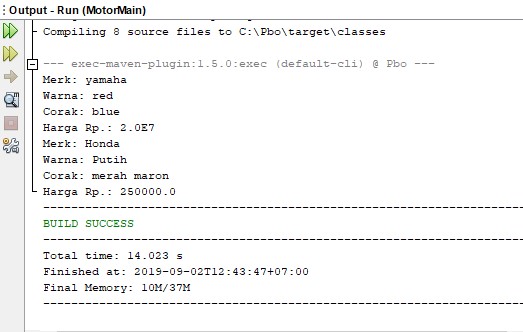 Output - Run (MotorMain)
Compiling 8 source files to C:\Pbo\target\classes
--- exec-maven-plugin:1.5.0:exec (default-cli) @ Pbo ---
Merk: yamaha
Warna: red
Corak: blue
Harga Rp.: 2.0E7
Merk: Honda
Warna: Putih
Corak: merah maron
Harga Rp.: 250000.0
------------------------------------------------------------------------
BUILD SUCCESS
------------------------------------------------------------------------
Total time: 14.023 s
Finished at: 2019-09-02T12:43:47+07:00
Final Memory: 10M/37M
------------------------------------------------------------------------